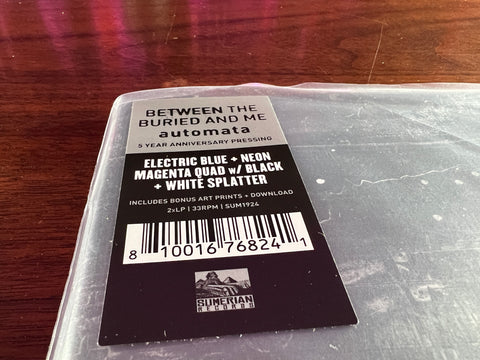 BETWEEN THE
BURIED AND ME
automata
5 YEAR ANNIVERSARY PRESSING
ELECTRIC BLUE + NEON
MAGENTA QUAD w/ BLACK
+ WHITE SPLATTER
INCLUDES BONUS ART PRINTS + DOWNLOAD
2xLP | 33RPM | SUM1924
8 10016 76824 1
SUMERIAN
RECORDS